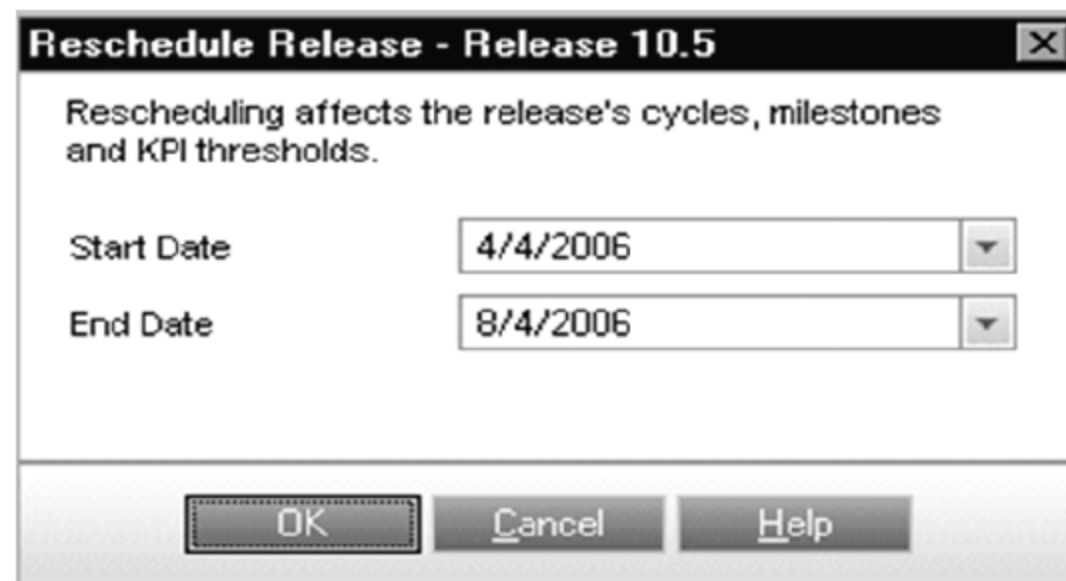 Reschedule Release - Release 10.5
Rescheduling affects the release's cycles, milestones
and KPI thresholds.
Start Date 4/4/2006
End Date 8/4/2006
OK Cancel Help